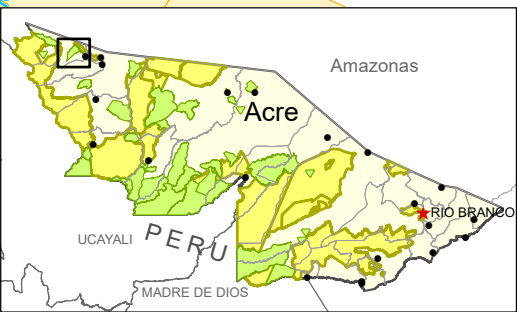 Amazonas
Acre
RIO BRANCO
UCAYALI
PERU
MADRE DE DIOS